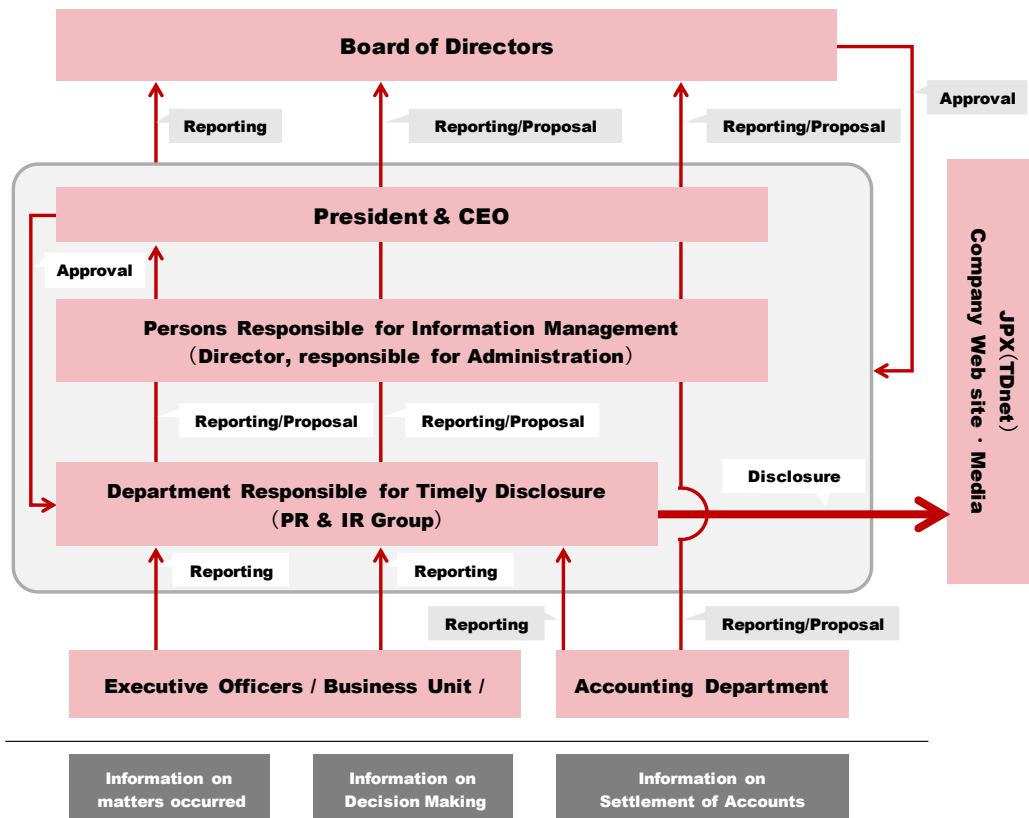 Board of Directors
Approval
Reporting
Reporting/Proposal
Reporting/Proposal
President & CEO
Approval
Persons Responsible for Information Management
(Director, responsible for Administration)
Reporting/Proposal
Reporting/Proposal
Department Responsible for Timely Disclosure
(PR & IR Group)
Disclosure
JPX(TDnet)
Company Web site・Media
Reporting
Reporting
Reporting
Reporting/Proposal
Executive Officers / Business Unit /
Accounting Department
Information on
matters occurred
Information on
Decision Making
Information on
Settlement of Accounts